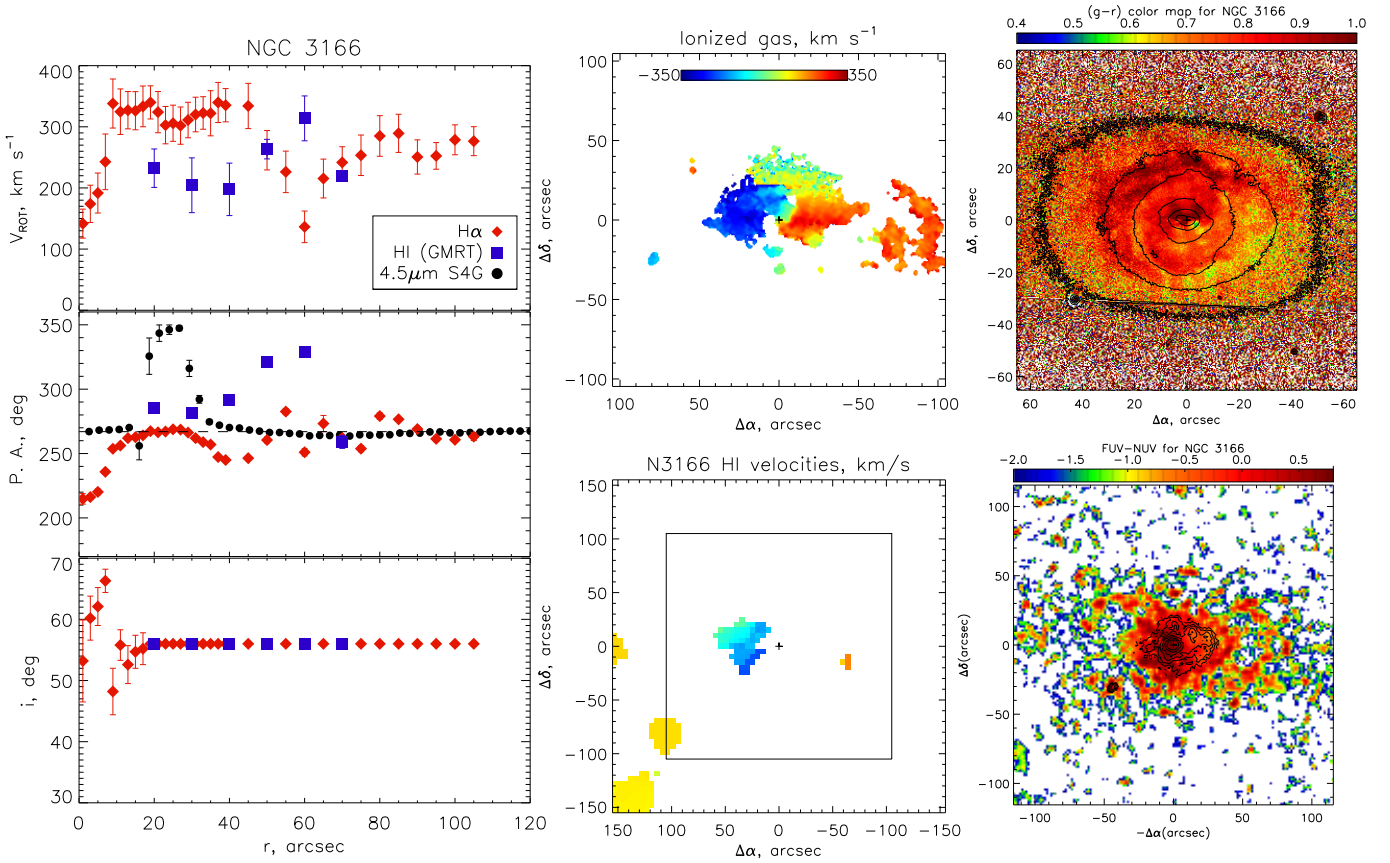 NGC 3166
400
300
200
100
0
V_ROT, km s⁻¹
Hα
HI (GMRT)
4.5μm S4G
350
300
250
200
P. A., deg
70
60
50
40
30
i, deg
0 20 40 60 80 100 120
r, arcsec
Ionized gas, km s⁻¹
−350 350
100
50
0
−50
−100
Δδ, arcsec
100 50 0 −50 −100
Δα, arcsec
N3166 HI velocities, km/s
150
100
50
0
−50
−100
−150
Δδ, arcsec
150 100 50 0 −50 −100 −150
Δα, arcsec
(g−r) color map for NGC 3166
0.4 0.5 0.6 0.7 0.8 0.9 1.0
60
40
20
0
−20
−40
−60
Δδ, arcsec
60 40 20 0 −20 −40 −60
Δα, arcsec
FUV−NUV for NGC 3166
−2.0 −1.5 −1.0 −0.5 0.0 0.5
100
50
0
−50
−100
Δδ(arcsec)
−100 −50 0 50 100
−Δα(arcsec)